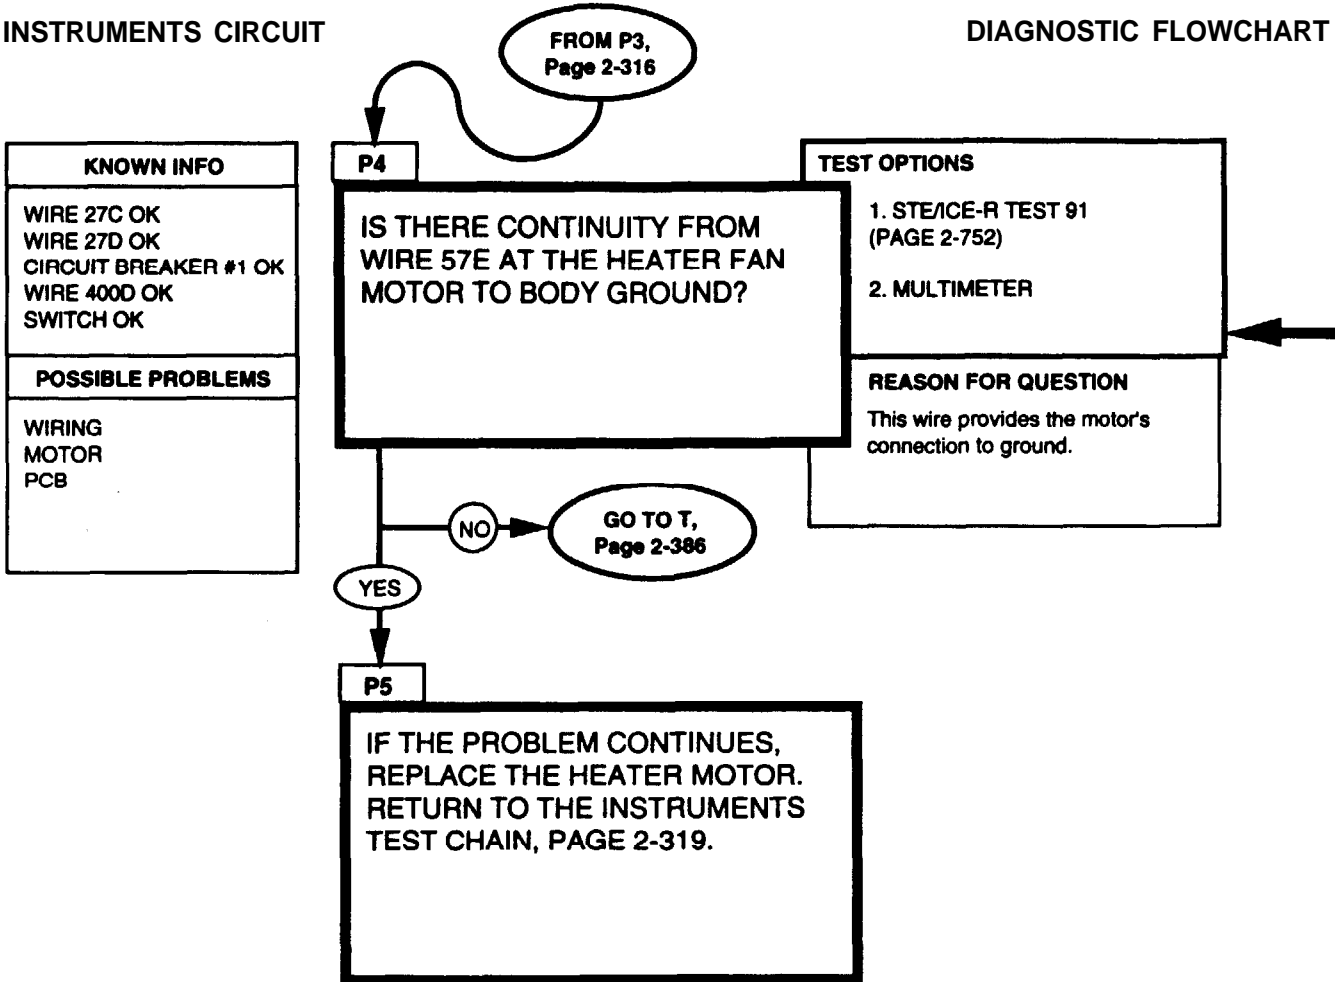 INSTRUMENTS CIRCUIT
DIAGNOSTIC FLOWCHART
FROM P3,
Page 2-316
KNOWN INFO
WIRE 27C OK
WIRE 27D OK
CIRCUIT BREAKER #1 OK
WIRE 400D OK
SWITCH OK
POSSIBLE PROBLEMS
WIRING
MOTOR
PCB
P4
IS THERE CONTINUITY FROM
WIRE 57E AT THE HEATER FAN
MOTOR TO BODY GROUND?
TEST OPTIONS
1. STE/ICE-R TEST 91
(PAGE 2-752)
2. MULTIMETER
REASON FOR QUESTION
This wire provides the motor's
connection to ground.
NO
GO TO T,
Page 2-386
YES
P5
IF THE PROBLEM CONTINUES,
REPLACE THE HEATER MOTOR.
RETURN TO THE INSTRUMENTS
TEST CHAIN, PAGE 2-319.